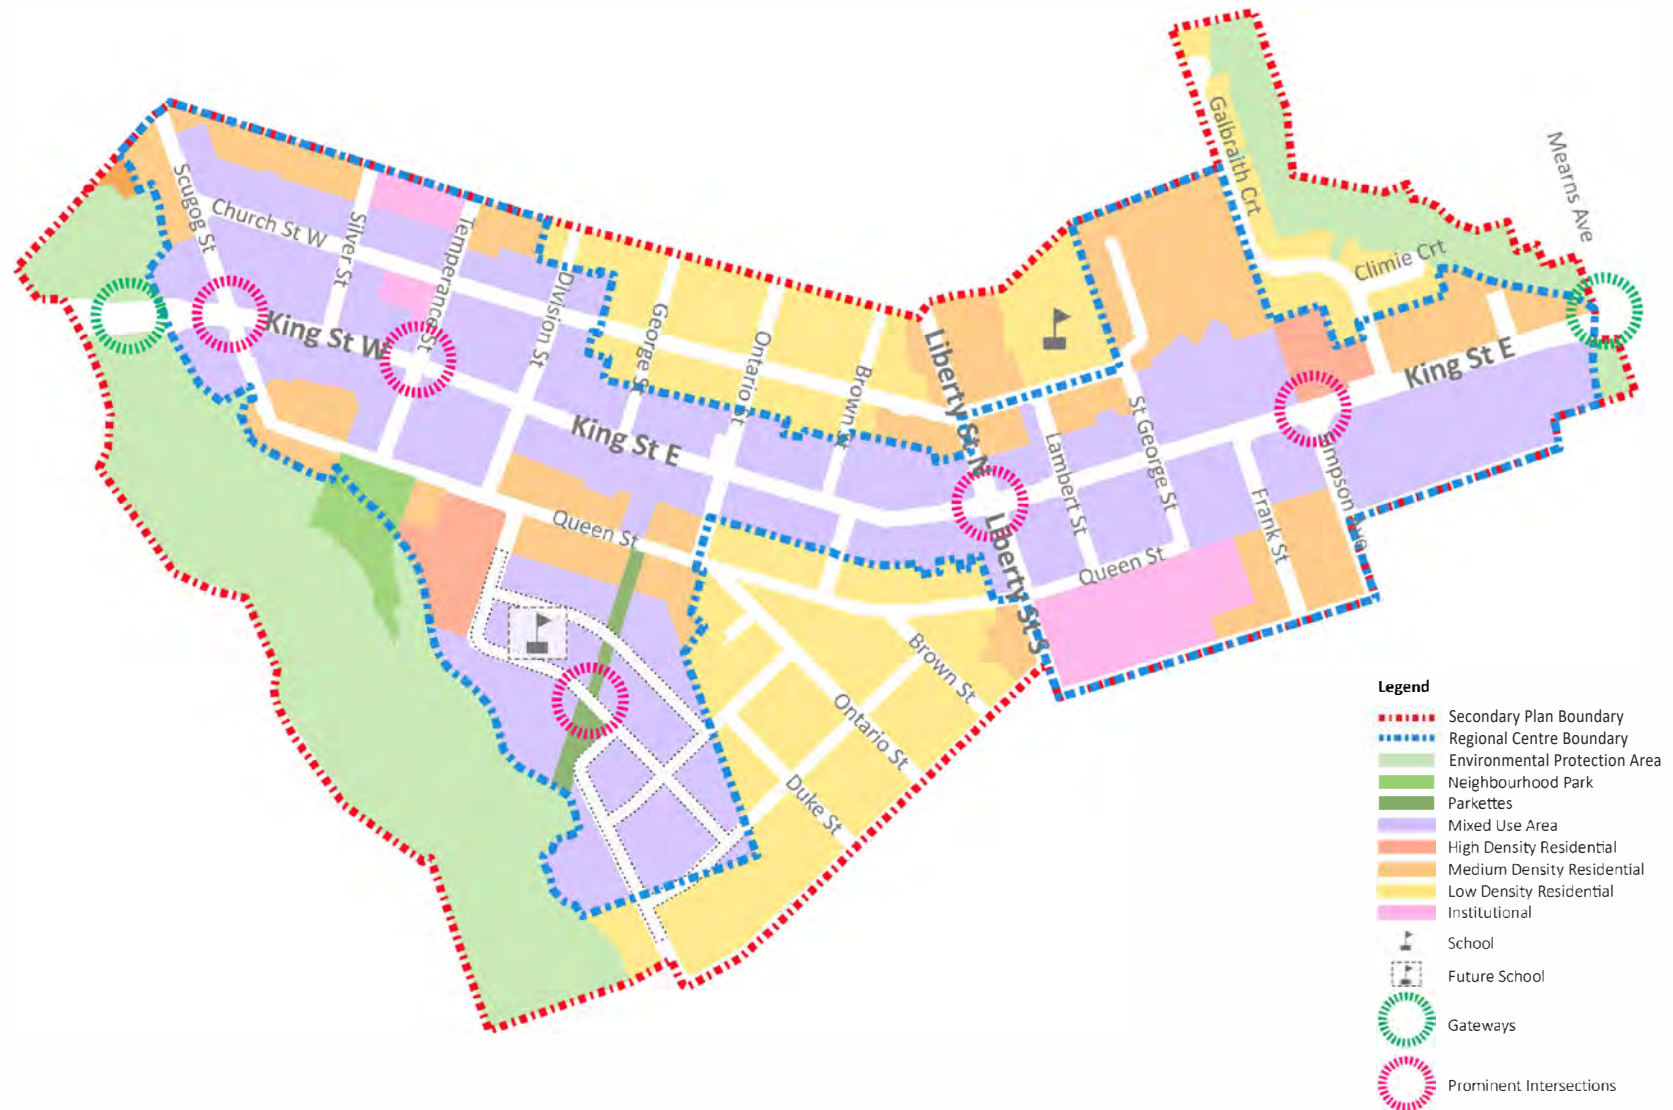 Galbraith Crt
Mearns Ave
Scugog St
Church St W
Silver St
Temperance St
Division St
Climie Crt
George St
Ontario St
Brown St
Liberty St N
King St W
King St E
King St E
Lambert St
St George St
Simpson Ave
Frank St
Queen St
Queen St
Liberty St S
Brown St
Ontario St
Duke St
Legend
Secondary Plan Boundary
Regional Centre Boundary
Environmental Protection Area
Neighbourhood Park
Parkettes
Mixed Use Area
High Density Residential
Medium Density Residential
Low Density Residential
Institutional
School
Future School
Gateways
Prominent Intersections